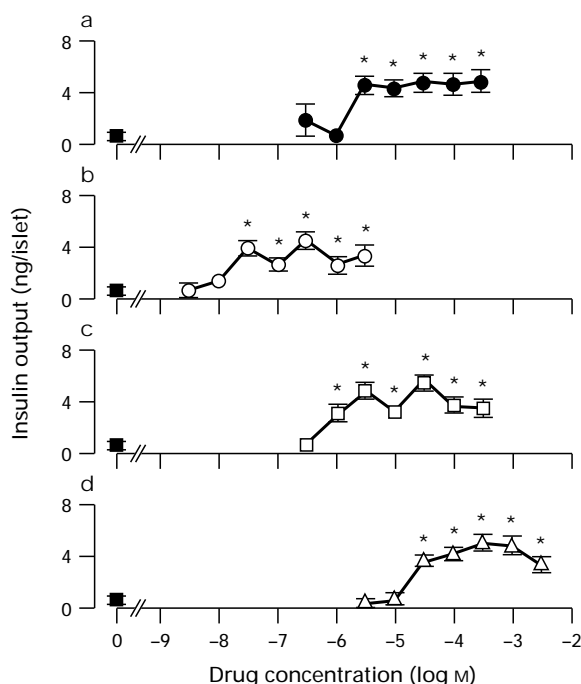 a
8
* * * * *
4
0
b
8
* * * * *
4
0
Insulin output (ng/islet)
c
8
* * * * * *
4
0
d
8
* * * * *
4
0
0 −9 −8 −7 −6 −5 −4 −3 −2
Drug concentration (log M)